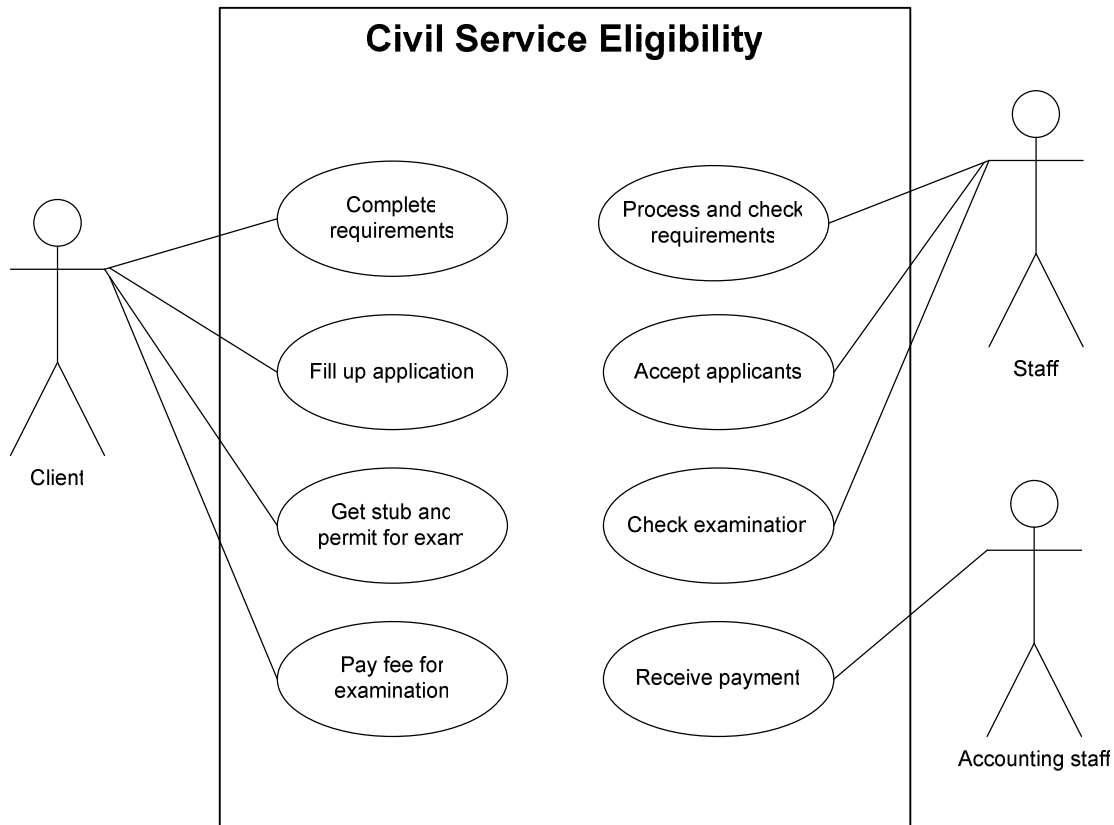 Civil Service Eligibility
Complete
requirements
Process and check
requirements
Fill up application
Accept applicants
Staff
Client
Get stub and
permit for exam
Check examination
Pay fee for
examination
Receive payment
Accounting staff